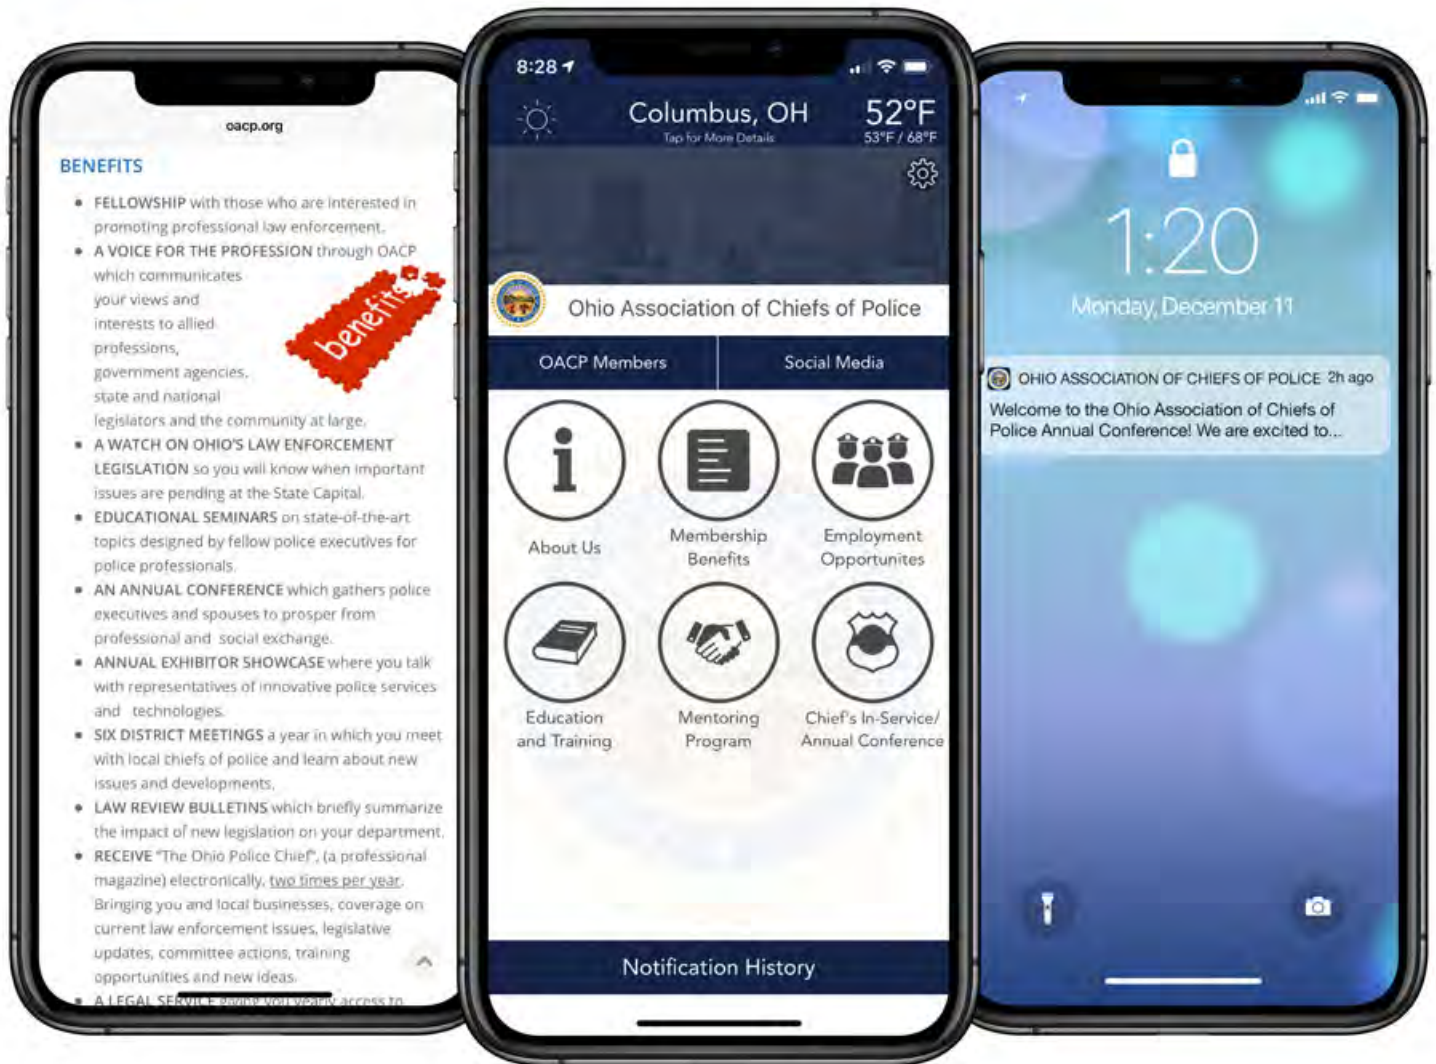 oacp.org
BENEFITS
• FELLOWSHIP with those who are interested in
promoting professional law enforcement.
• A VOICE FOR THE PROFESSION through OACP
which communicates
your views and
interests to allied
professions,
government agencies,
state and national
legislators and the community at large.
benefits
• A WATCH ON OHIO'S LAW ENFORCEMENT
LEGISLATION so you will know when important
issues are pending at the State Capital.
• EDUCATIONAL SEMINARS on state-of-the-art
topics designed by fellow police executives for
police professionals.
• AN ANNUAL CONFERENCE which gathers police
executives and spouses to prosper from
professional and social exchange.
• ANNUAL EXHIBITOR SHOWCASE where you talk
with representatives of innovative police services
and technologies.
• SIX DISTRICT MEETINGS a year in which you meet
with local chiefs of police and learn about new
issues and developments.
• LAW REVIEW BULLETINS which briefly summarize
the impact of new legislation on your department.
• RECEIVE "The Ohio Police Chief", (a professional
magazine) electronically, two times per year.
Bringing you and local businesses, coverage on
current law enforcement issues, legislative
updates, committee actions, training
opportunities and new ideas.
• A LEGAL SERVICE you yearly access to
8:28
Columbus, OH
Tap for More Details
52°F
53°F / 68°F
Ohio Association of Chiefs of Police
OACP Members
Social Media
About Us
Membership
Benefits
Employment
Opportunites
Education
and Training
Mentoring
Program
Chief's In-Service/
Annual Conference
Notification History
1:20
Monday, December 11
OHIO ASSOCIATION OF CHIEFS OF POLICE 2h ago
Welcome to the Ohio Association of Chiefs of
Police Annual Conference! We are excited to...